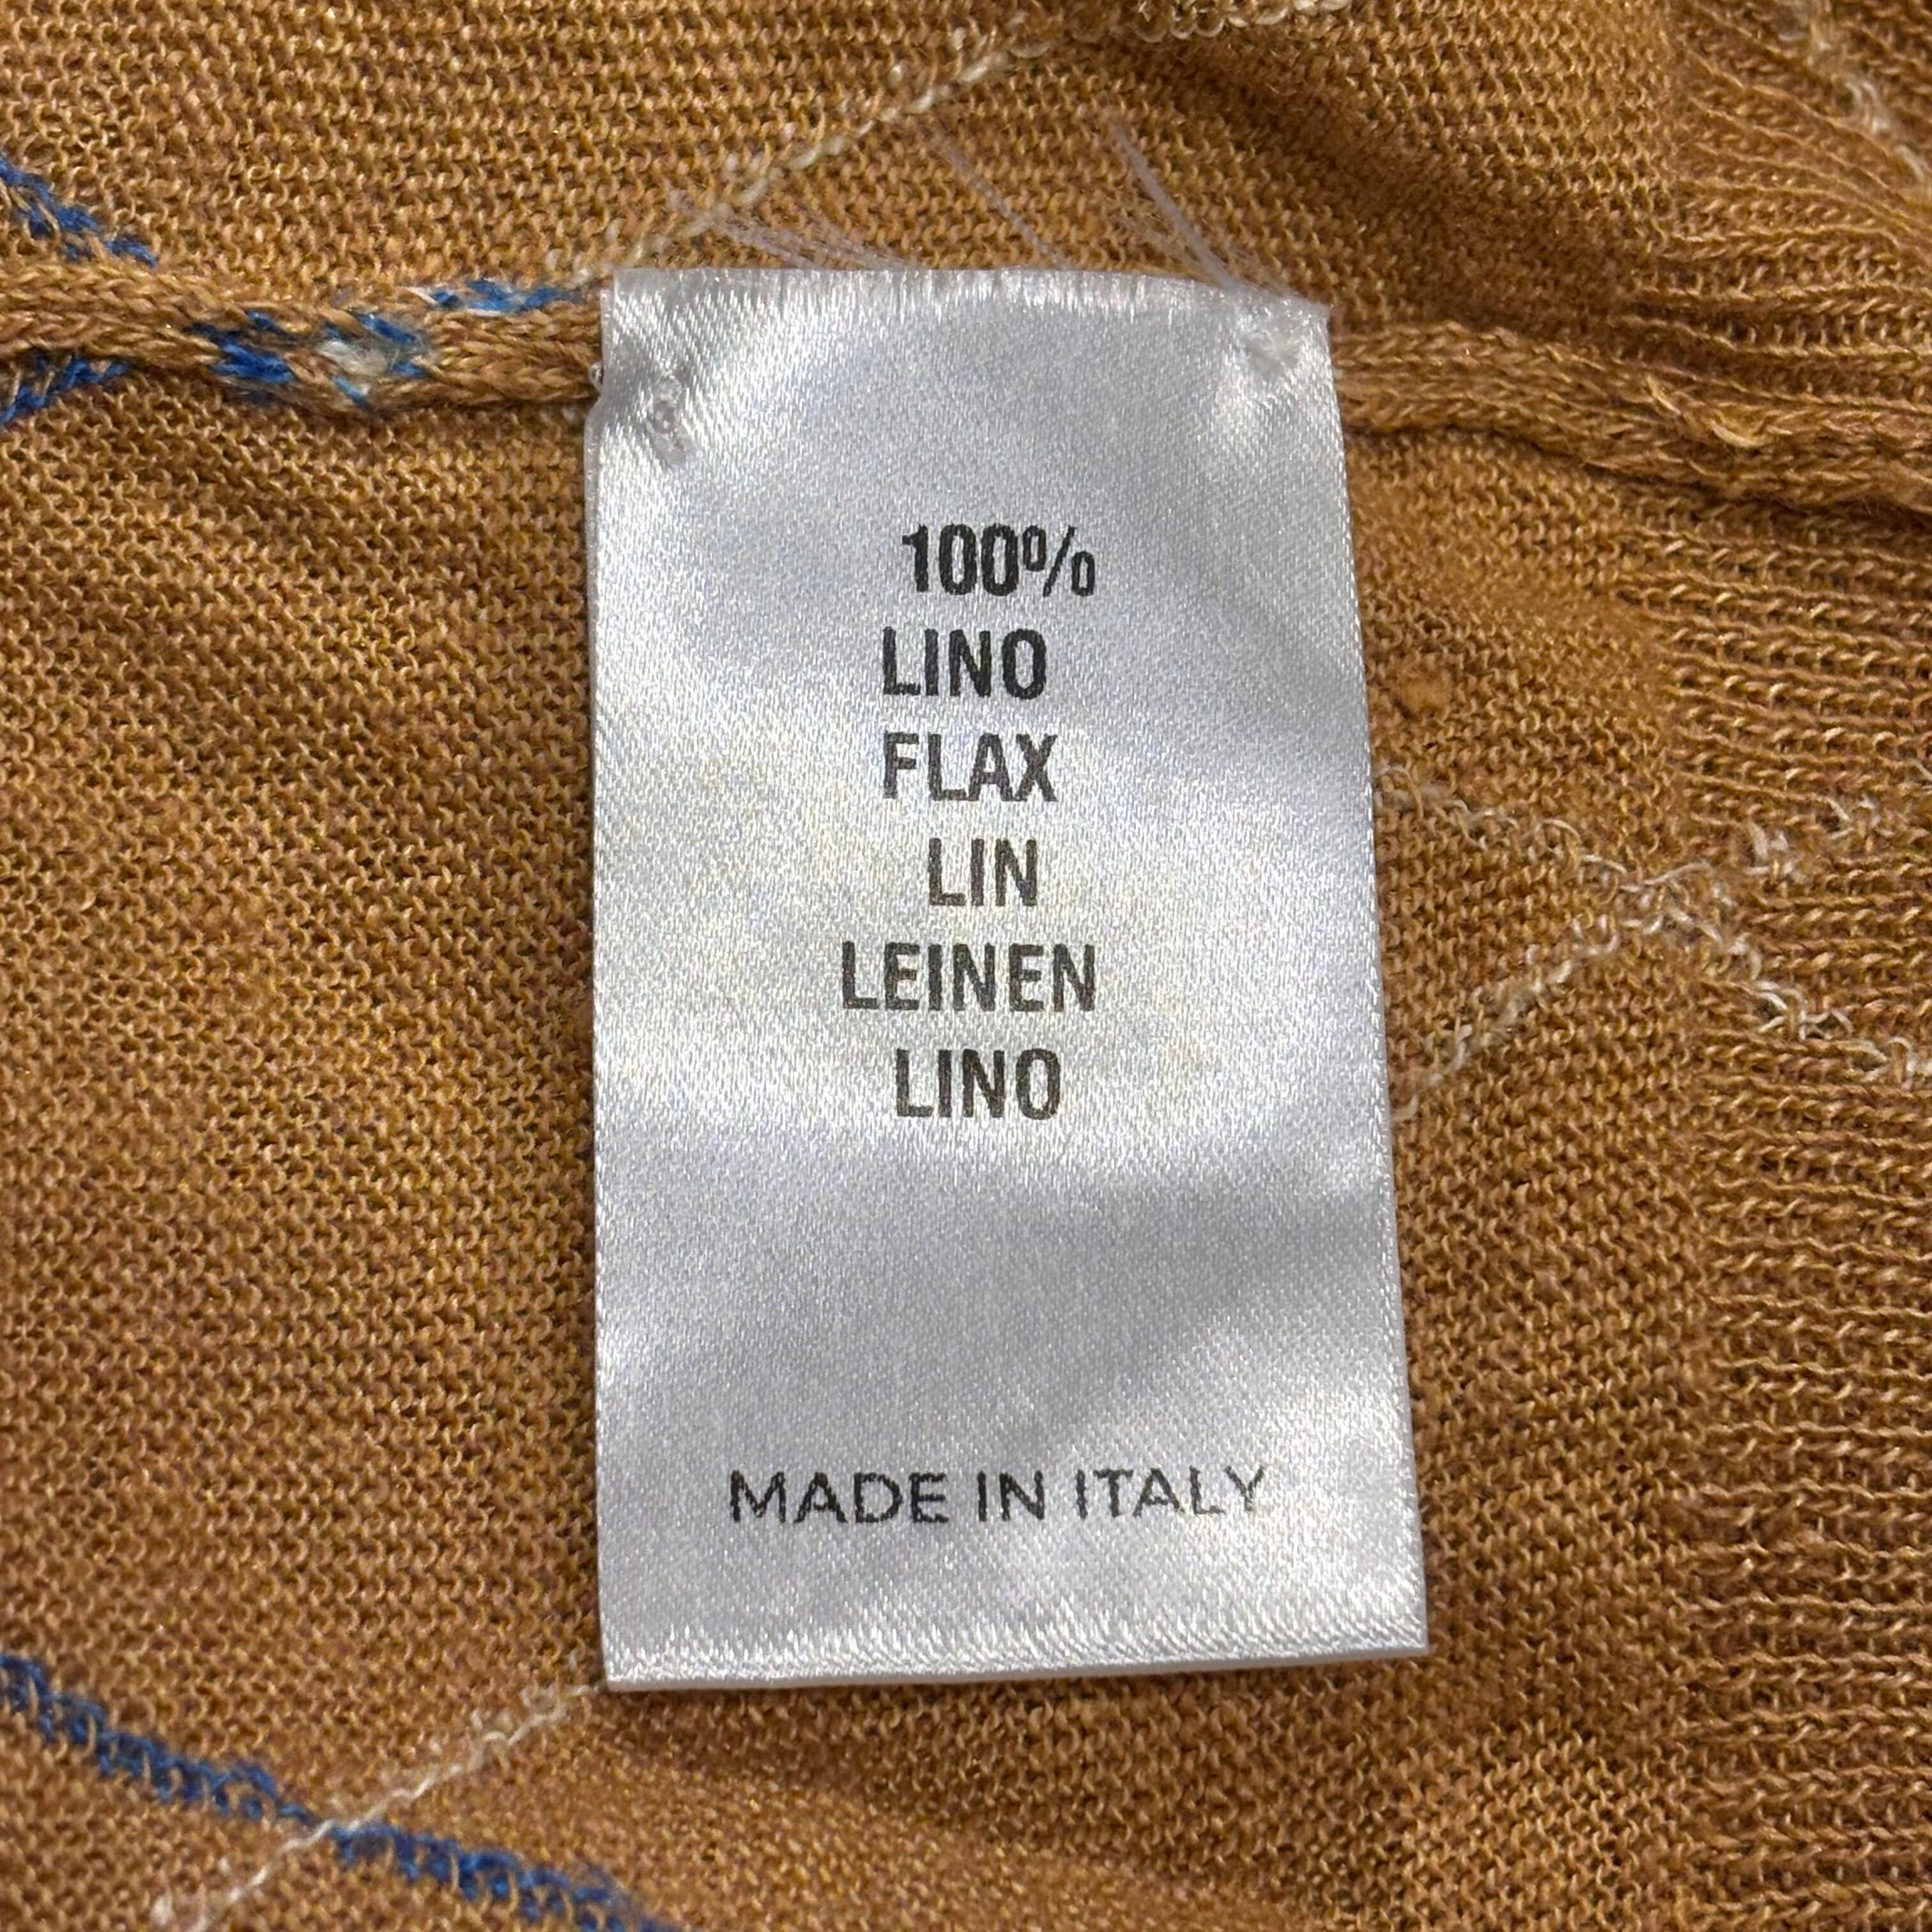 100%
LINO
FLAX
LIN
LEINEN
LINO
MADE IN ITALY